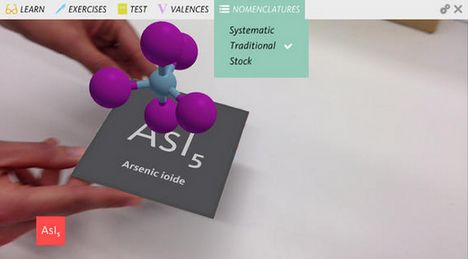 LEARN EXERCISES TEST VALENCES NOMENCLATURES
Systematic
Traditional
Stock
AsI5
Arsenic ioide
AsI5